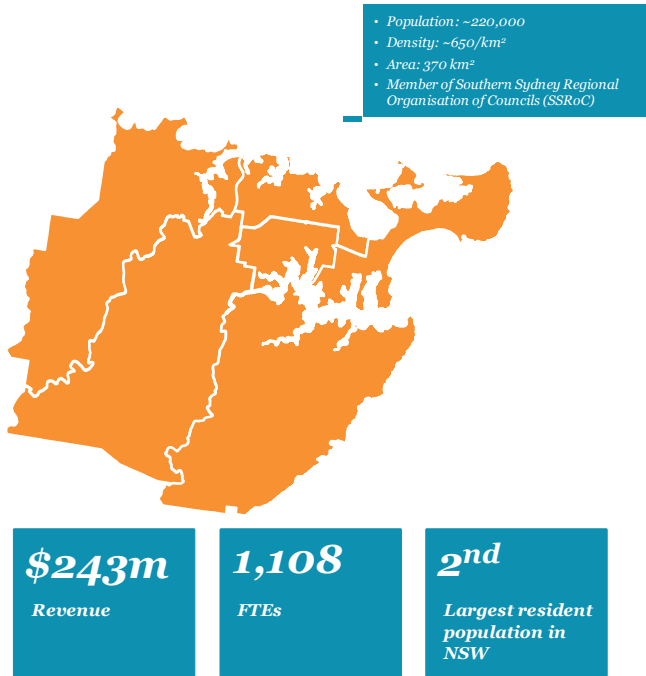 • Population: ~220,000
• Density: ~650/km²
• Area: 370 km²
• Member of Southern Sydney Regional
Organisation of Councils (SSRoC)
$243m
Revenue
1,108
FTEs
2nd
Largest resident
population in
NSW